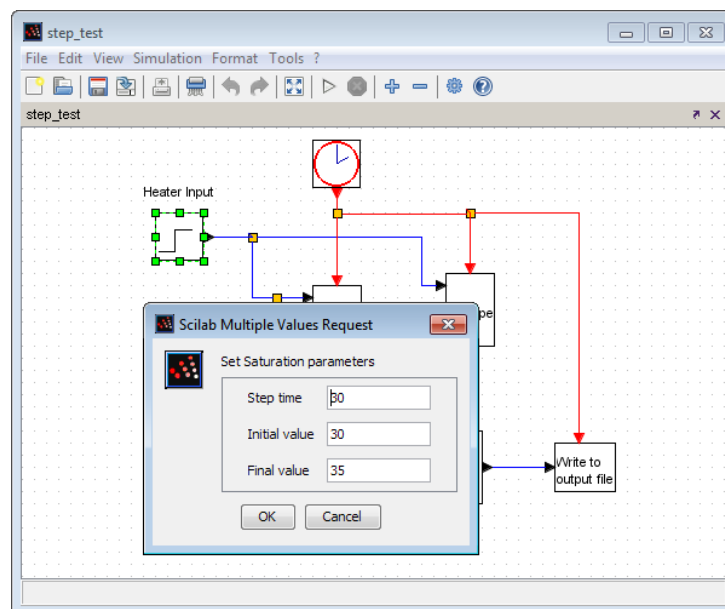 step_test
File Edit View Simulation Format Tools ?
step_test
Heater Input
Scilab Multiple Values Request
Set Saturation parameters
Step time 30
Initial value 30
Final value 35
OK Cancel
Write to
output file